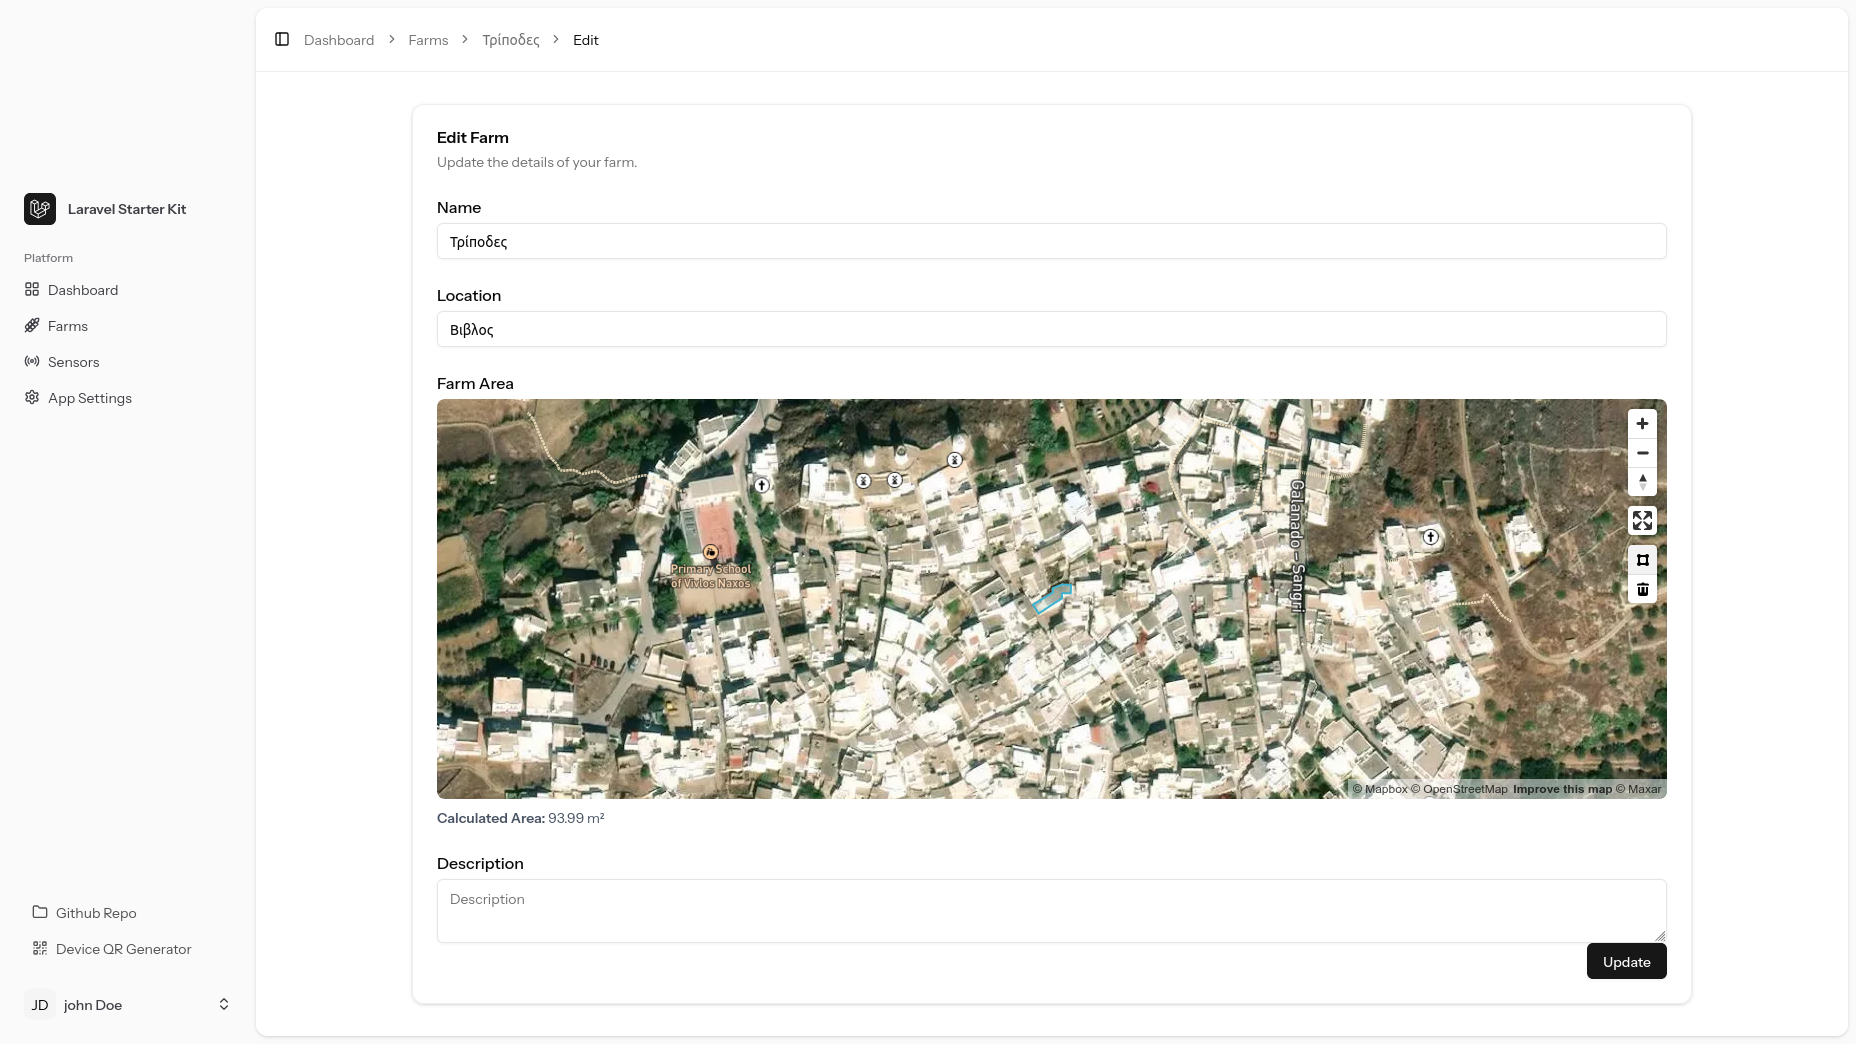 Dashboard > Farms > Τρίποδες > Edit
Laravel Starter Kit
Platform
Dashboard
Farms
Sensors
App Settings
Github Repo
Device QR Generator
JD john Doe
Edit Farm
Update the details of your farm.
Name
Τρίποδες
Location
Βιβλος
Farm Area
Primary School
of Vivlos Naxos
Galanado - Sangri
© Mapbox © OpenStreetMap Improve this map © Maxar
Calculated Area: 93.99 m²
Description
Description
Update